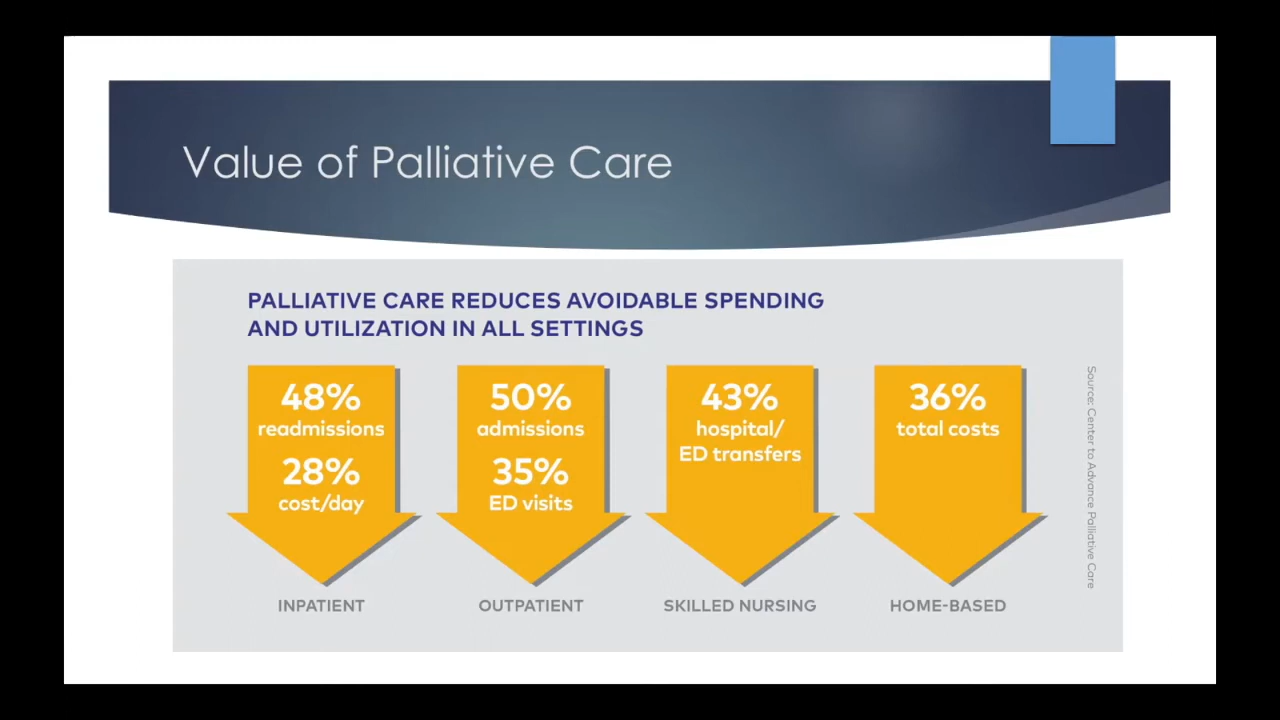 Value of Palliative Care
PALLIATIVE CARE REDUCES AVOIDABLE SPENDING
AND UTILIZATION IN ALL SETTINGS
48%
readmissions
28%
cost/day
INPATIENT
50%
admissions
35%
ED visits
OUTPATIENT
43%
hospital/
ED transfers
SKILLED NURSING
36%
total costs
HOME-BASED
Source: Center to Advance Palliative Care